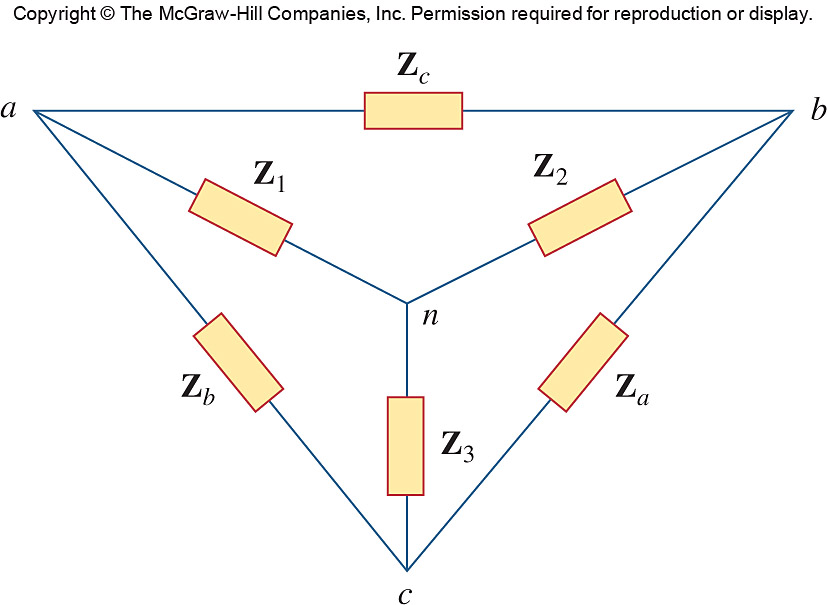 Copyright © The McGraw-Hill Companies, Inc. Permission required for reproduction or display.
Zc
a
b
Z1
Z2
n
Zb
Za
Z3
c